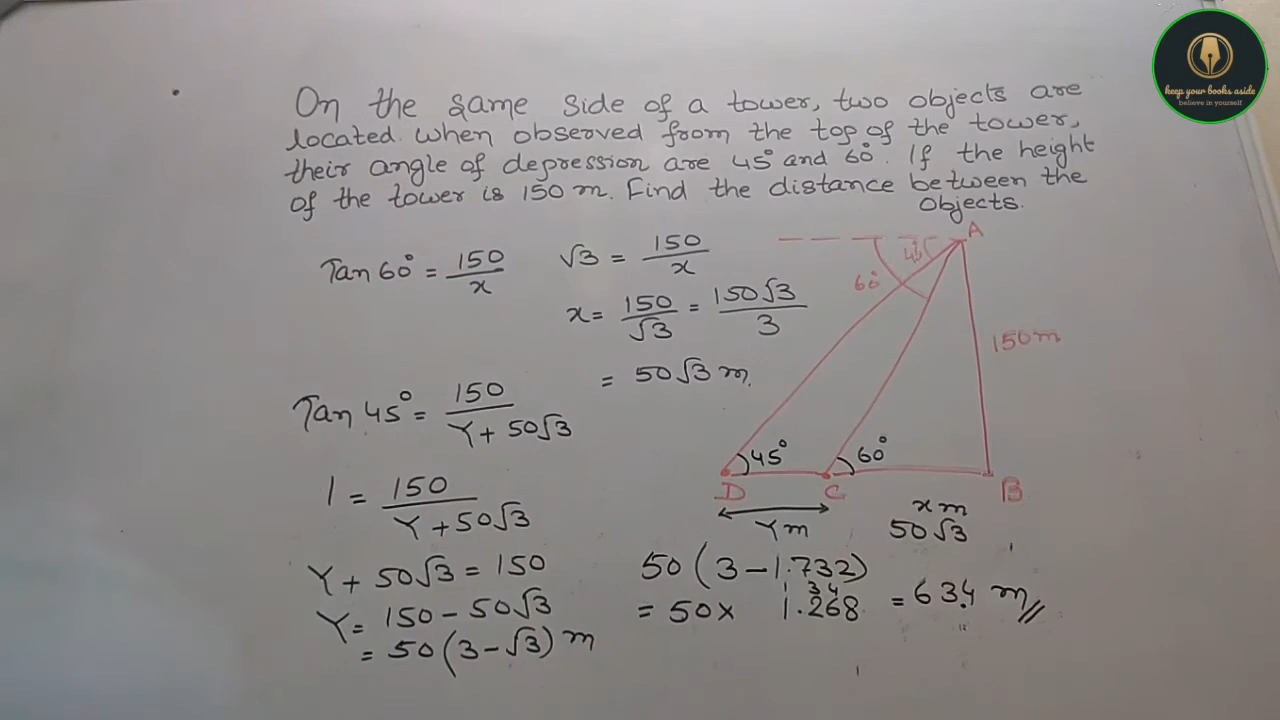 On the same side of a tower, two objects are
located. When observed from the top of the tower,
their angle of depression are 45° and 60°. If the height
of the tower is 150 m. Find the distance between the
objects.
Tan 60° = 150/x
√3 = 150/x
x = 150/√3 = 150√3/3
= 50√3 m.
Tan 45° = 150/Y + 50√3
1 = 150/Y + 50√3
Y + 50√3 = 150
Y = 150 - 50√3
= 50(3 - √3) m
A
45°
60°
150m
45°
60°
D C B
Y m
x m
50√3
50(3 - 1.732)
= 50 x 1.268 = 63.4 m
1 3 4
keep your books aside
believe in yourself